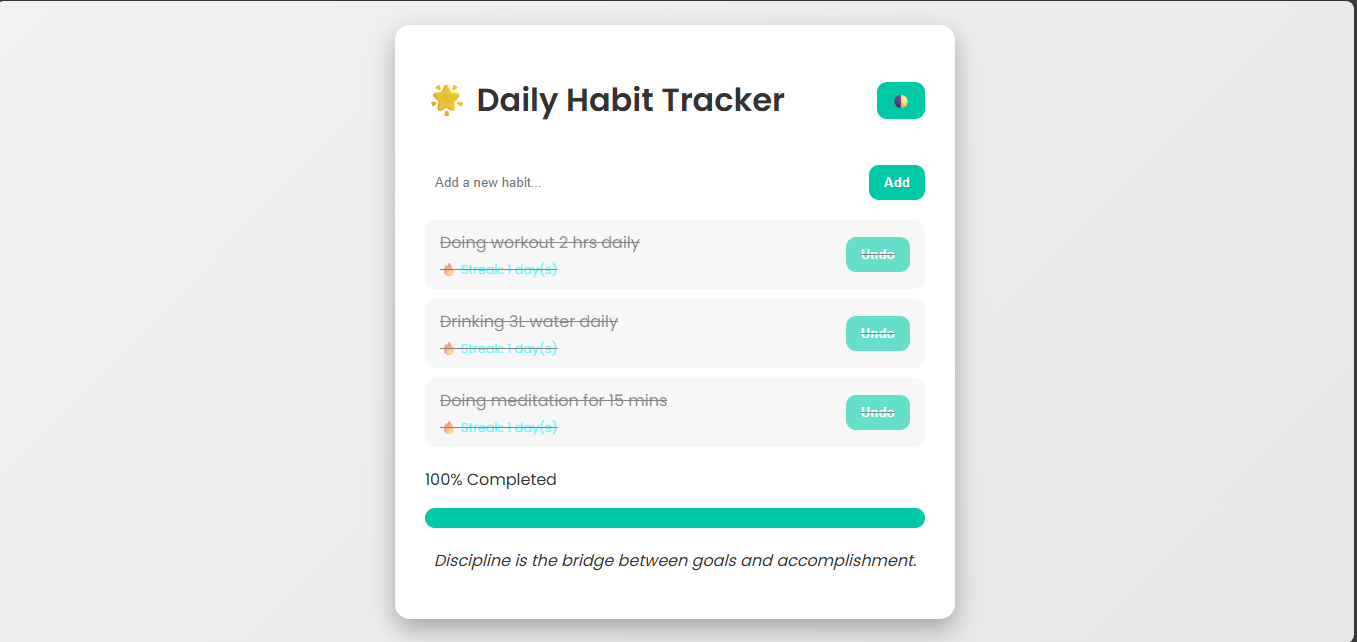 🌟 Daily Habit Tracker
Add a new habit...
Add
Doing workout 2 hrs daily
🔥 Streak: 1 day(s)
Undo
Drinking 3L water daily
🔥 Streak: 1 day(s)
Undo
Doing meditation for 15 mins
🔥 Streak: 1 day(s)
Undo
100% Completed
Discipline is the bridge between goals and accomplishment.